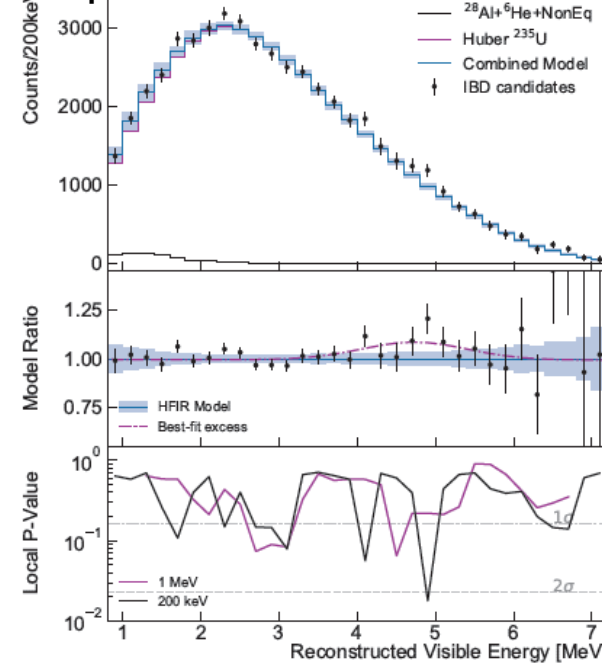 Counts/200keV
3000
2000
1000
0
²⁸Al+⁶He+NonEq
Huber ²³⁵U
Combined Model
IBD candidates
Model Ratio
1.25
1.00
0.75
HFIR Model
Best-fit excess
Local P-Value
10⁰
10⁻¹
10⁻²
1σ
2σ
1 MeV
200 keV
1 2 3 4 5 6 7
Reconstructed Visible Energy [MeV